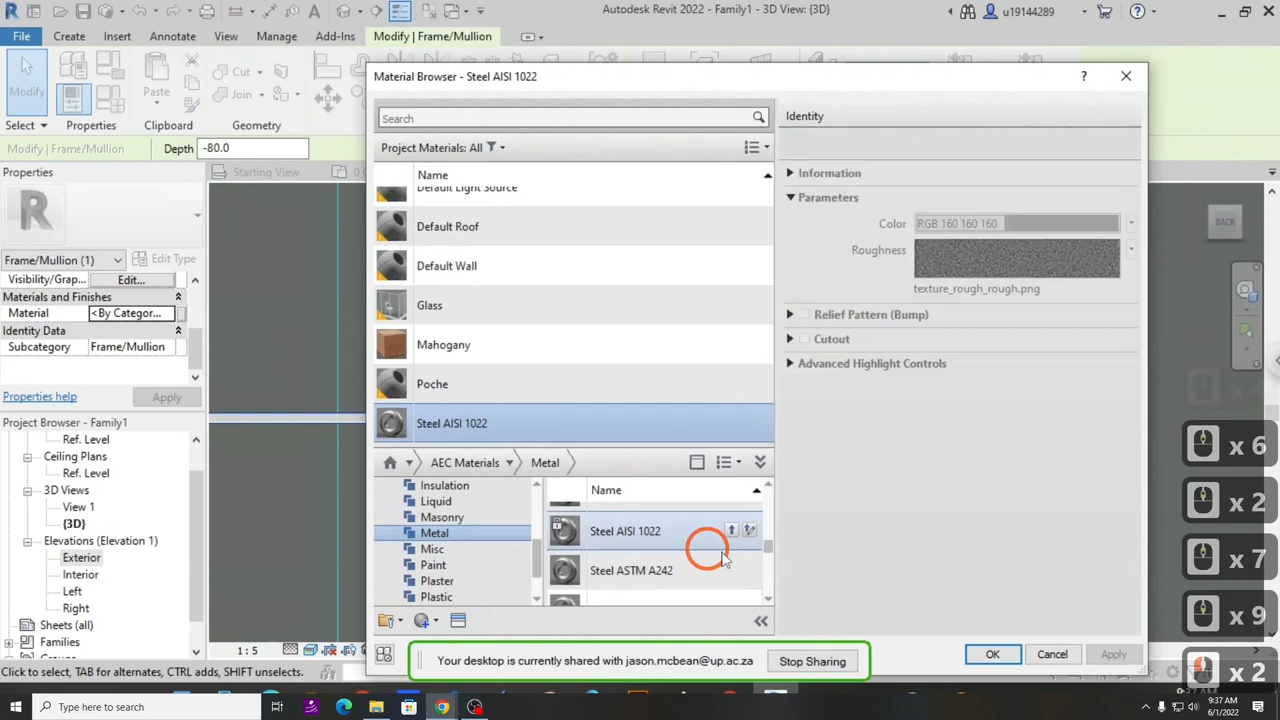 Autodesk Revit 2022 - Family1 - 3D View: {3D}
u19144289
File
Create
Insert
Annotate
View
Manage
Add-Ins
Modify | Frame/Mullion
Modify
Paste
Cut
Join
Select
Properties
Clipboard
Geometry
Modify | Frame/Mullion
Depth
-80.0
Properties
Starting View
Frame/Mullion (1)
Edit Type
Visibility/Grap...
Edit...
Materials and Finishes
Material
<By Categor...
Identity Data
Subcategory
Frame/Mullion
Properties help
Apply
Project Browser - Family1
Ref. Level
Ceiling Plans
Ref. Level
3D Views
View 1
{3D}
Elevations (Elevation 1)
Exterior
Interior
Left
Right
Sheets (all)
Families
1 : 5
Material Browser - Steel AISI 1022
?
Search
Project Materials: All
Name
Default Light Source
Default Roof
Default Wall
Glass
Mahogany
Poche
Steel AISI 1022
AEC Materials
Metal
Insulation
Liquid
Masonry
Metal
Misc
Paint
Plaster
Plastic
Name
Steel AISI 1022
Steel ASTM A242
Identity
Information
Parameters
Color
RGB 160 160 160
Roughness
texture_rough_rough.png
Relief Pattern (Bump)
Cutout
Advanced Highlight Controls
Your desktop is currently shared with jason.mcbean@up.ac.za
Stop Sharing
OK
Cancel
Apply
BACK
x 6
x 2
x 7
x 9
x 2
Click to select, TAB for alternates, CTRL adds, SHIFT unselects.
Type here to search
9:37 AM
6/1/2022